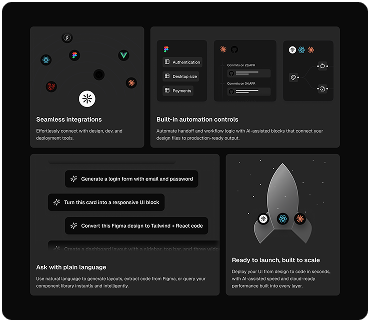 Seamless integrations
Effortlessly connect with design, dev, and
deployment tools.
Authentication
Desktop size
Payments
Built-in automation controls
Automate handoff and workflow logic with AI-assisted blocks that connect your
design files to production-ready output.
Generate a login form with email and password
Turn this card into a responsive UI block
Convert this Figma design to Tailwind + React code
Ask with plain language
Use natural language to generate layouts, extract code from Figma, or query your
component library instantly and intelligently.
Ready to launch, built to scale
Deploy your UI from design to code in seconds,
with AI-assisted speed and cloud-ready
performance built into every layer.